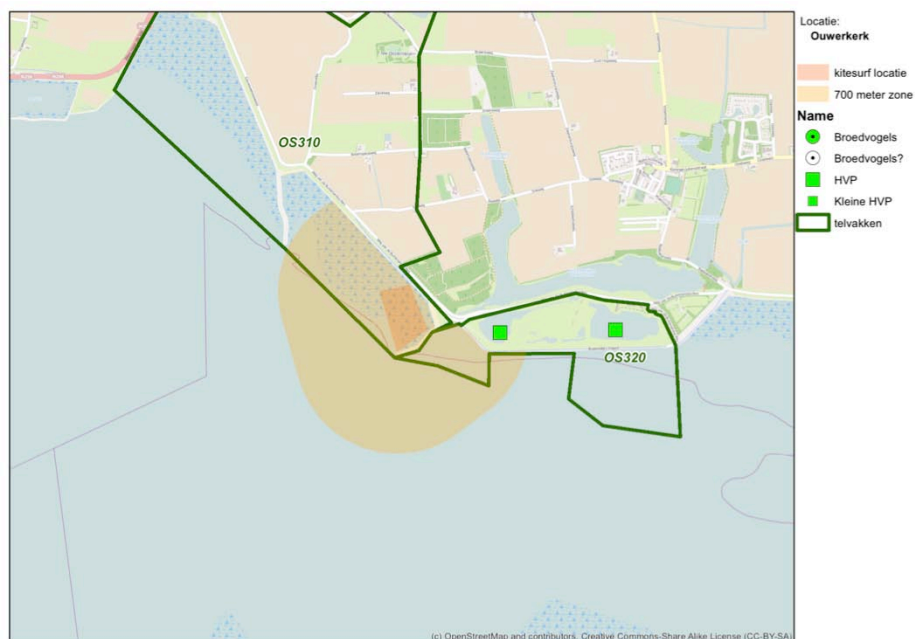 Locatie:
Ouwerkerk
kitesurf locatie
700 meter zone
Name
Broedvogels
Broedvogels?
HVP
Kleine HVP
telvakken
OS310
OS320
(c) OpenStreetMap and contributors, Creative Commons-Share Alike License (CC-BY-SA)